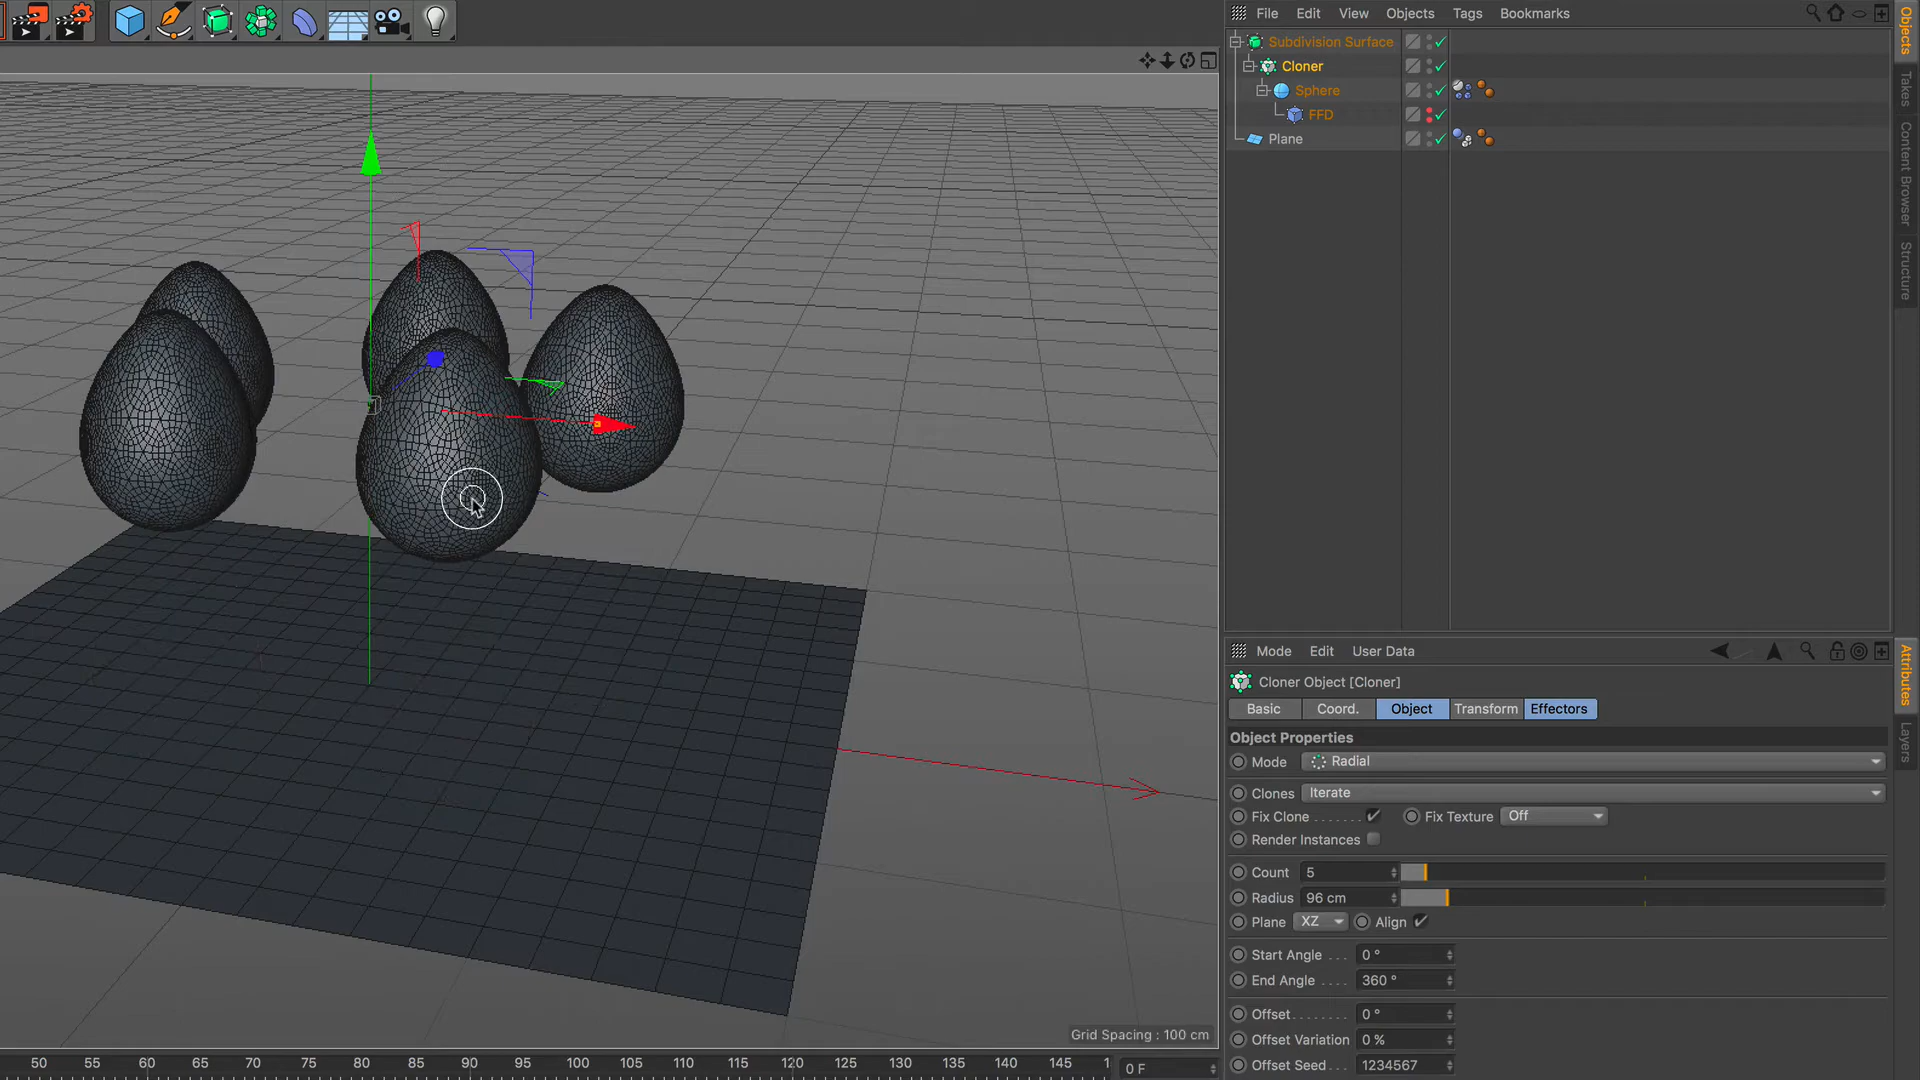 File Edit View Objects Tags Bookmarks
Subdivision Surface
Cloner
Sphere
FFD
Plane
Objects
Takes
Content Browser
Structure
Mode Edit User Data
Cloner Object [Cloner]
Basic Coord. Object Transform Effectors
Object Properties
Mode Radial
Clones Iterate
Fix Clone . . . . . . . Fix Texture Off
Render Instances
Count 5
Radius 96 cm
Plane XZ Align
Start Angle . . . 0 °
End Angle . . . . 360 °
Offset. . . . . . . . 0 °
Offset Variation 0 %
Offset Seed . . . 1234567
Attributes
Layers
Grid Spacing : 100 cm
50 55 60 65 70 75 80 85 90 95 100 105 110 115 120 125 130 135 140 145
0 F